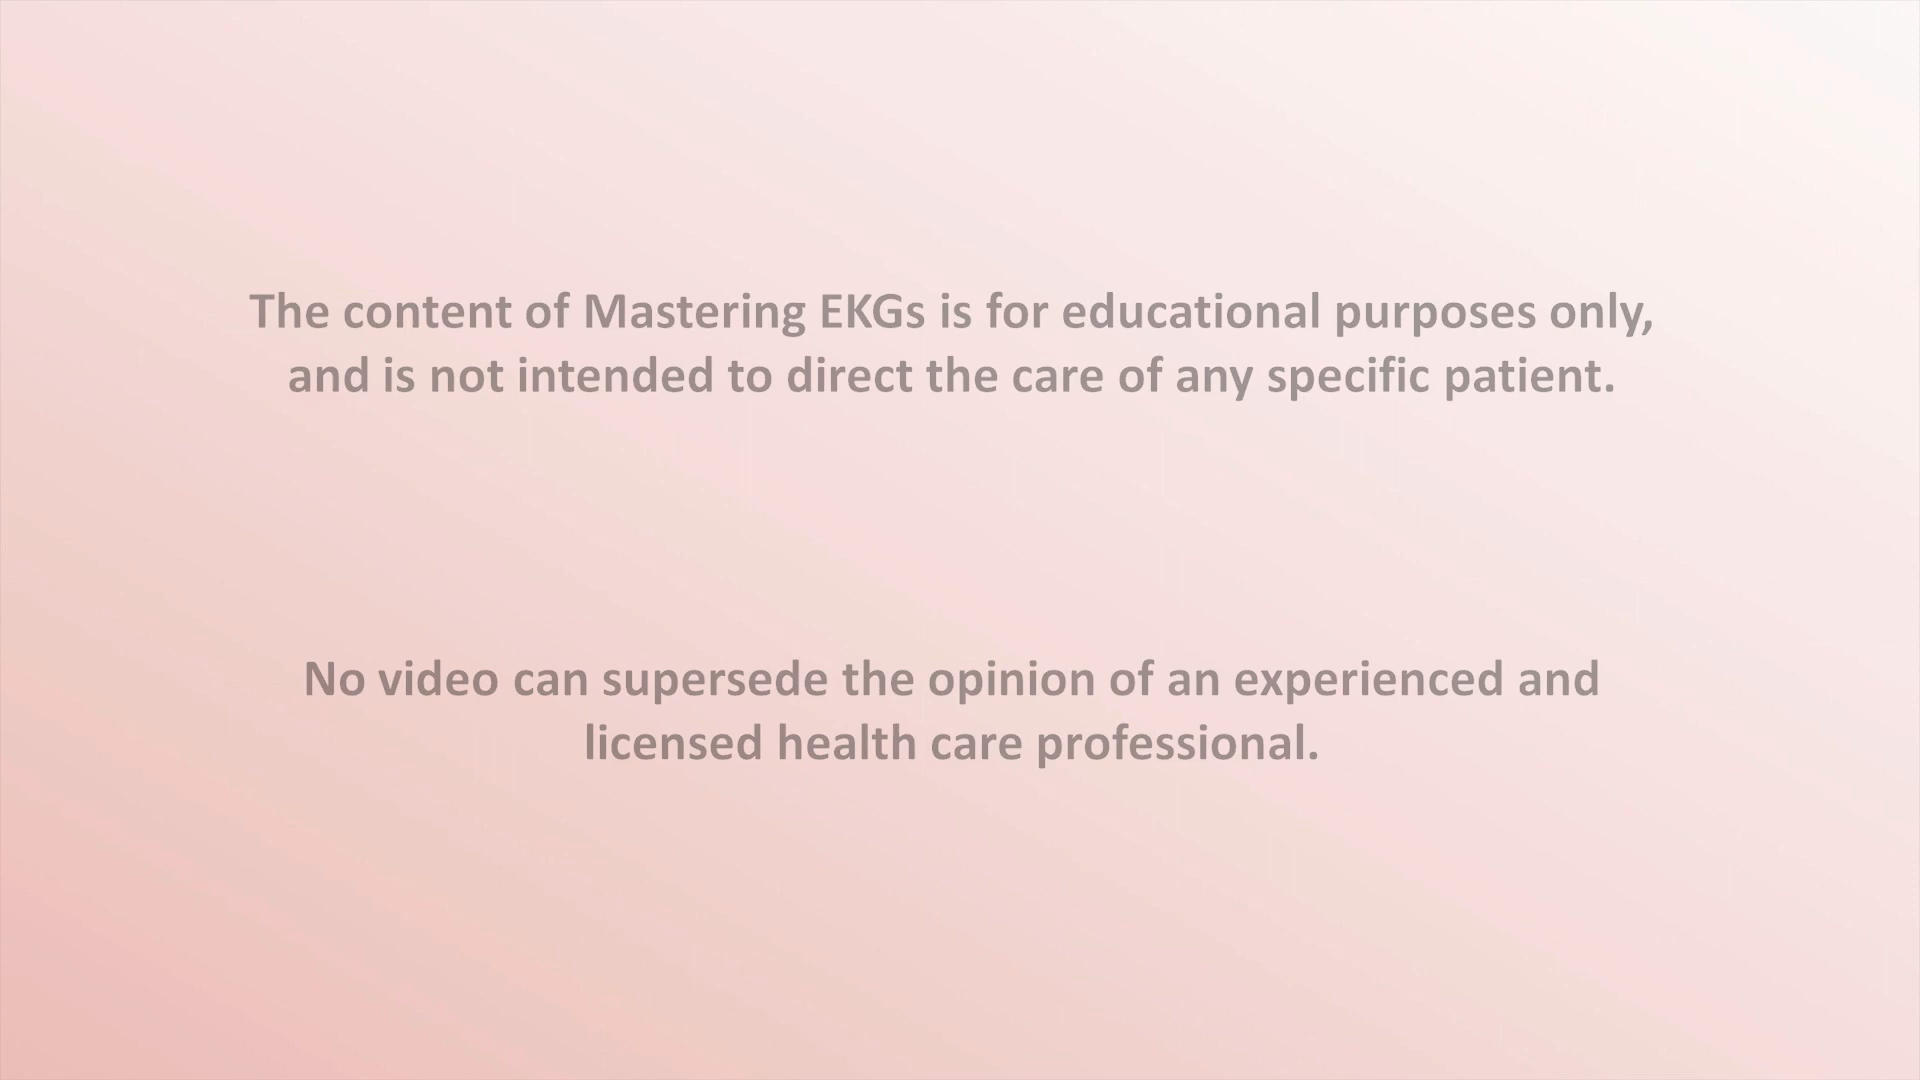 The content of Mastering EKGs is for educational purposes only,
and is not intended to direct the care of any specific patient.
No video can supersede the opinion of an experienced and
licensed health care professional.